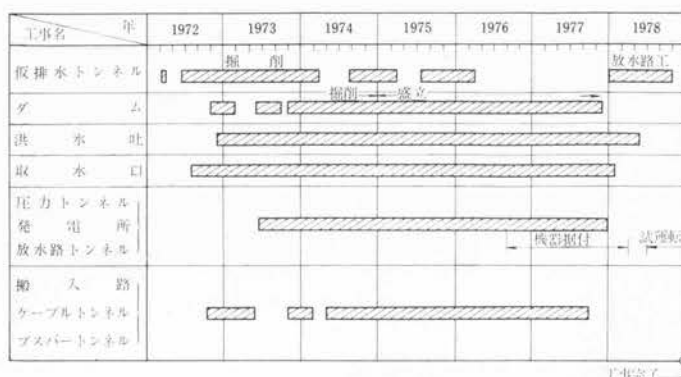 工事名 年 1972 1973 1974 1975 1976 1977 1978
仮排水トンネル 掘削 放水路工
掘削 盛立
ダム
洪水吐
取水口
圧力トンネル
発電所
放水路トンネル 機器据付 試運転
搬入路
ケーブルトンネル
ブスバートンネル
工事完了